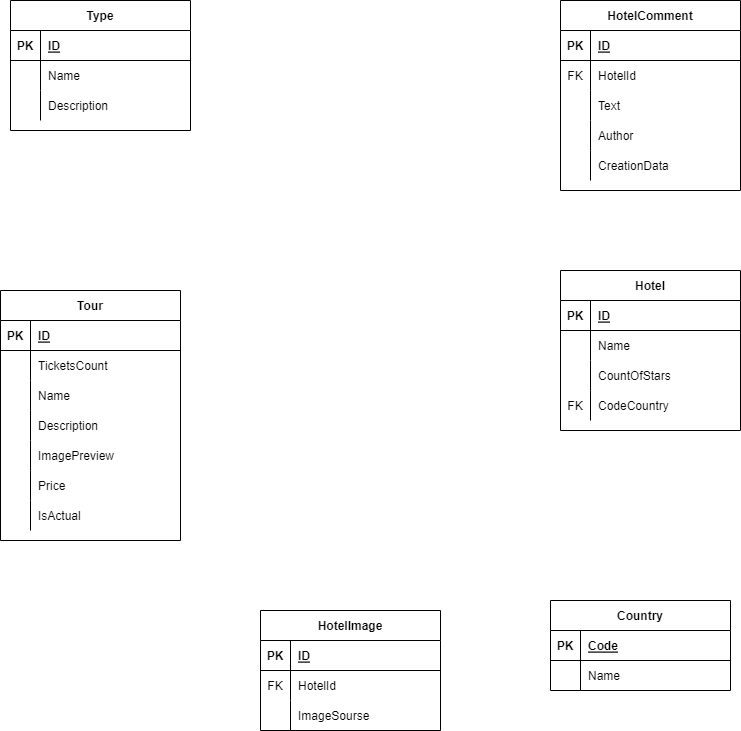 Type
PK ID
Name
Description
HotelComment
PK ID
FK HotelId
Text
Author
CreationData
Tour
PK ID
TicketsCount
Name
Description
ImagePreview
Price
IsActual
Hotel
PK ID
Name
CountOfStars
FK CodeCountry
HotelImage
PK ID
FK HotelId
ImageSourse
Country
PK Code
Name